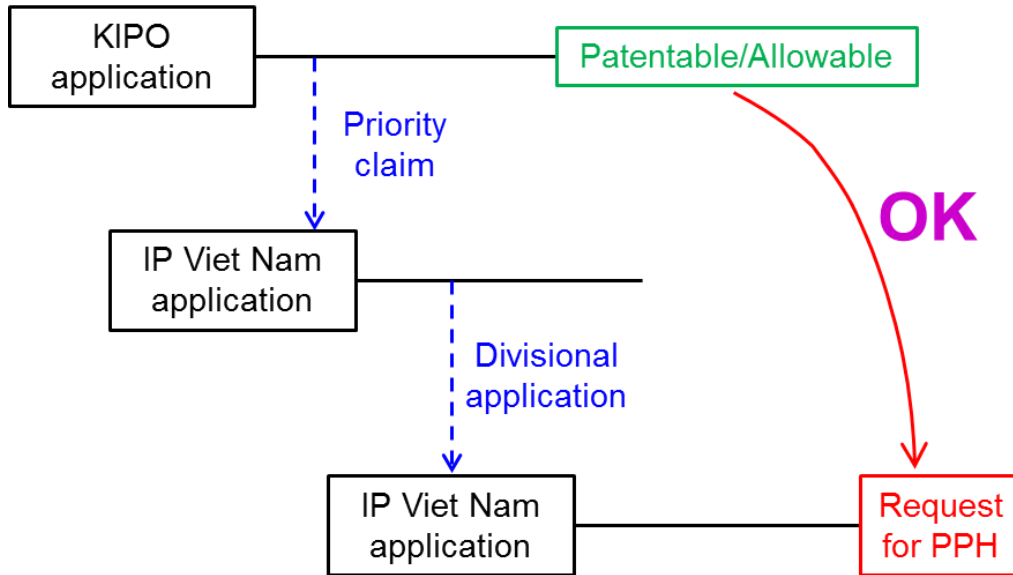 KIPO
application
Patentable/Allowable
Priority
claim
OK
IP Viet Nam
application
Divisional
application
IP Viet Nam
application
Request
for PPH